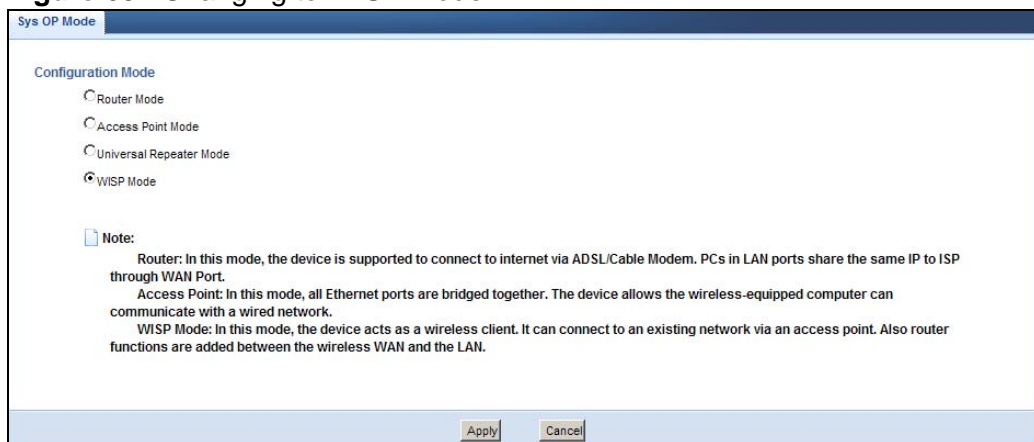 Sys OP Mode
Configuration Mode
Router Mode
Access Point Mode
Universal Repeater Mode
WISP Mode
Note:
Router: In this mode, the device is supported to connect to internet via ADSL/Cable Modem. PCs in LAN ports share the same IP to ISP
through WAN Port.
Access Point: In this mode, all Ethernet ports are bridged together. The device allows the wireless-equipped computer can
communicate with a wired network.
WISP Mode: In this mode, the device acts as a wireless client. It can connect to an existing network via an access point. Also router
functions are added between the wireless WAN and the LAN.
Apply Cancel